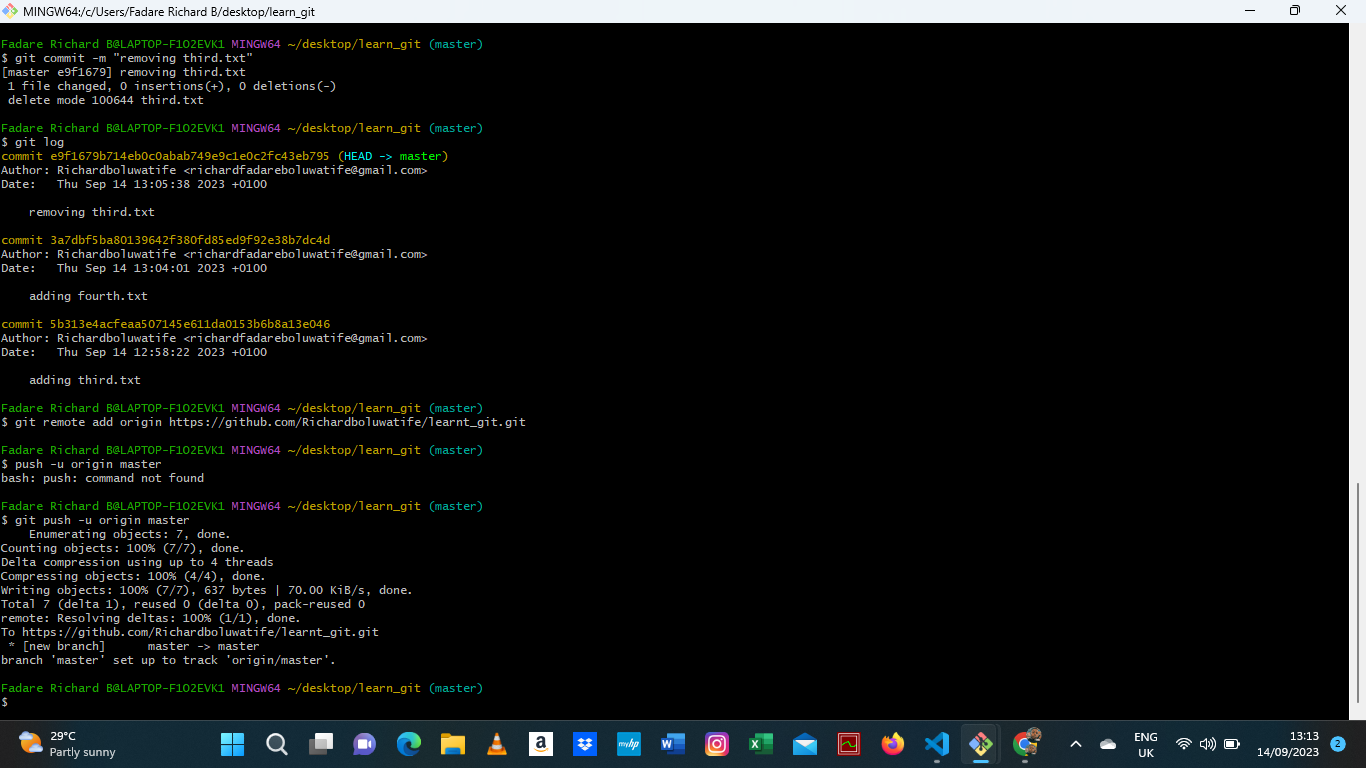 MINGW64:/c/Users/Fadare Richard B/desktop/learn_git
Fadare Richard B@LAPTOP-F1O2EVK1 MINGW64 ~/desktop/learn_git (master)
$ git commit -m "removing third.txt"
[master e9f1679] removing third.txt
 1 file changed, 0 insertions(+), 0 deletions(-)
 delete mode 100644 third.txt
Fadare Richard B@LAPTOP-F1O2EVK1 MINGW64 ~/desktop/learn_git (master)
$ git log
commit e9f1679b714eb0c0abab749e9c1e0c2fc43eb795 (HEAD -> master)
Author: Richardboluwatife <richardfadareboluwatife@gmail.com>
Date:   Thu Sep 14 13:05:38 2023 +0100
    removing third.txt
commit 3a7dbf5ba80139642f380fd85ed9f92e38b7dc4d
Author: Richardboluwatife <richardfadareboluwatife@gmail.com>
Date:   Thu Sep 14 13:04:01 2023 +0100
    adding fourth.txt
commit 5b313e4acfeaa507145e611da0153b6b8a13e046
Author: Richardboluwatife <richardfadareboluwatife@gmail.com>
Date:   Thu Sep 14 12:58:22 2023 +0100
    adding third.txt
Fadare Richard B@LAPTOP-F1O2EVK1 MINGW64 ~/desktop/learn_git (master)
$ git remote add origin https://github.com/Richardboluwatife/learnt_git.git
Fadare Richard B@LAPTOP-F1O2EVK1 MINGW64 ~/desktop/learn_git (master)
$ push -u origin master
bash: push: command not found
Fadare Richard B@LAPTOP-F1O2EVK1 MINGW64 ~/desktop/learn_git (master)
$ git push -u origin master
    Enumerating objects: 7, done.
Counting objects: 100% (7/7), done.
Delta compression using up to 4 threads
Compressing objects: 100% (4/4), done.
Writing objects: 100% (7/7), 637 bytes | 70.00 KiB/s, done.
Total 7 (delta 1), reused 0 (delta 0), pack-reused 0
remote: Resolving deltas: 100% (1/1), done.
To https://github.com/Richardboluwatife/learnt_git.git
 * [new branch]      master -> master
branch 'master' set up to track 'origin/master'.
Fadare Richard B@LAPTOP-F1O2EVK1 MINGW64 ~/desktop/learn_git (master)
$
29°C
Partly sunny
a
myhp
W
X
ENG
UK
13:13
14/09/2023
2